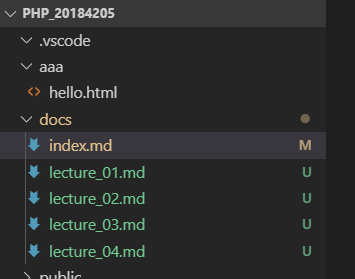 PHP_20184205
.vscode
aaa
<> hello.html
docs
index.md M
lecture_01.md U
lecture_02.md U
lecture_03.md U
lecture_04.md U
public